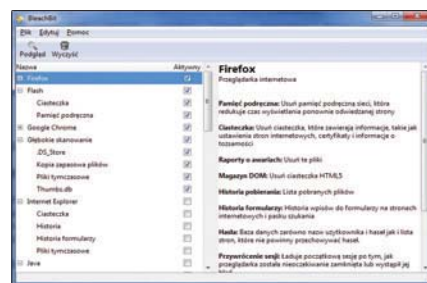 BleachBit
Plik Edytuj Pomoc
Podgląd Wyczyść
Nazwa Aktywny
Firefox
Flash
Ciasteczka
Pamięć podręczna
Google Chrome
Głębokie skanowanie
.DS_Store
Kopia zapasowa plików
Pliki tymczasowe
Thumbs.db
Internet Explorer
Ciasteczka
Historia
Historia formularzy
Pliki tymczasowe
Java
Firefox
Przeglądarka internetowa
Pamięć podręczna: Usuń pamięć podręczną sieci, która
redukuje czas wyświetlania ponownie odwiedzanej strony
Ciasteczka: Usuń ciasteczka, które zawierają informacje, takie jak
ustawienia stron internetowych, certyfikaty i informacje o
tożsamości
Raporty o awariach: Usuń te pliki
Magazyn DOM: Usuń ciasteczka HTML5
Historia pobierania: Lista pobranych plików
Historia formularzy: Historia wpisów do formularzy na stronach
internetowych i pasku szukania
Hasła: Baza danych zarówno nazw użytkownika i haseł jak i lista
stron, które nie powinny przechowywać haseł.
Przywrócenie sesji: Ładuje początkową sesję po tym, jak
przeglądarka została nieoczekiwanie zamknięta lub wystąpił jej